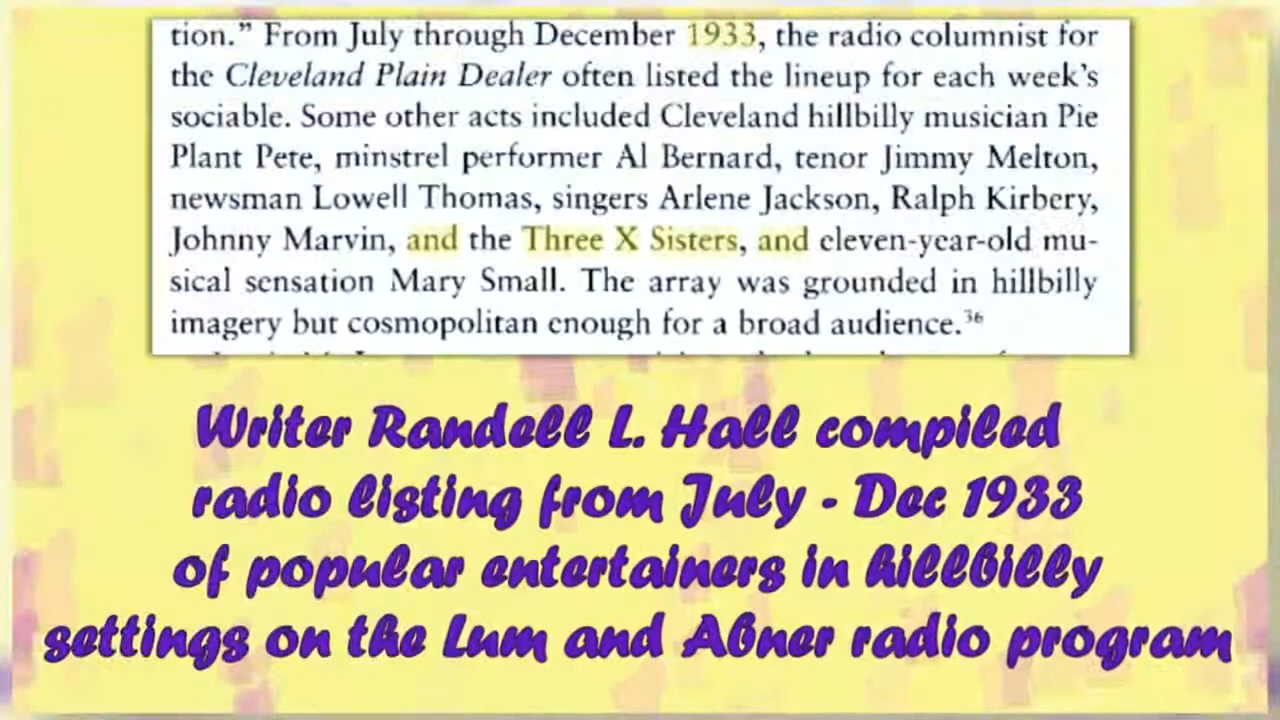 tion.” From July through December 1933, the radio columnist for
the Cleveland Plain Dealer often listed the lineup for each week’s
sociable. Some other acts included Cleveland hillbilly musician Pie
Plant Pete, minstrel performer Al Bernard, tenor Jimmy Melton,
newsman Lowell Thomas, singers Arlene Jackson, Ralph Kirbery,
Johnny Marvin, and the Three X Sisters, and eleven-year-old mu-
sical sensation Mary Small. The array was grounded in hillbilly
imagery but cosmopolitan enough for a broad audience.36
Writer Randell L. Hall compiled
radio listing from July - Dec 1933
of popular entertainers in hillbilly
settings on the Lum and Abner radio program